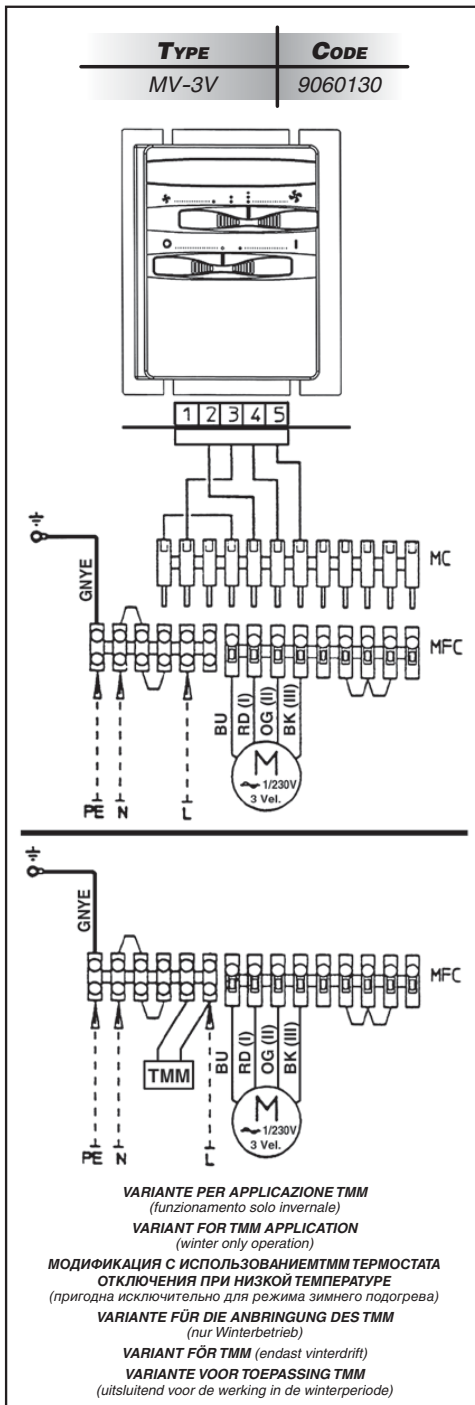 TYPE CODE
MV-3V 9060130
O I
1 2 3 4 5
MC
GNYE
MFC
BU RD (I) OG (II) BK (III)
M
~ 1/230V
3 Vel.
PE N L
GNYE
MFC
TMM
BU RD (I) OG (II) BK (III)
M
~ 1/230V
3 Vel.
PE N L
VARIANTE PER APPLICAZIONE TMM
(funzionamento solo invernale)
VARIANT FOR TMM APPLICATION
(winter only operation)
МОДИФИКАЦИЯ С ИСПОЛЬЗОВАНИЕМТММ ТЕРМОСТАТА
ОТКЛЮЧЕНИЯ ПРИ НИЗКОЙ ТЕМПЕРАТУРЕ
(пригодна исключительно для режима зимнего подогрева)
VARIANTE FÜR DIE ANBRINGUNG DES TMM
(nur Winterbetrieb)
VARIANT FÖR TMM (endast vinterdrift)
VARIANTE VOOR TOEPASSING TMM
(uitsluitend voor de werking in de winterperiode)